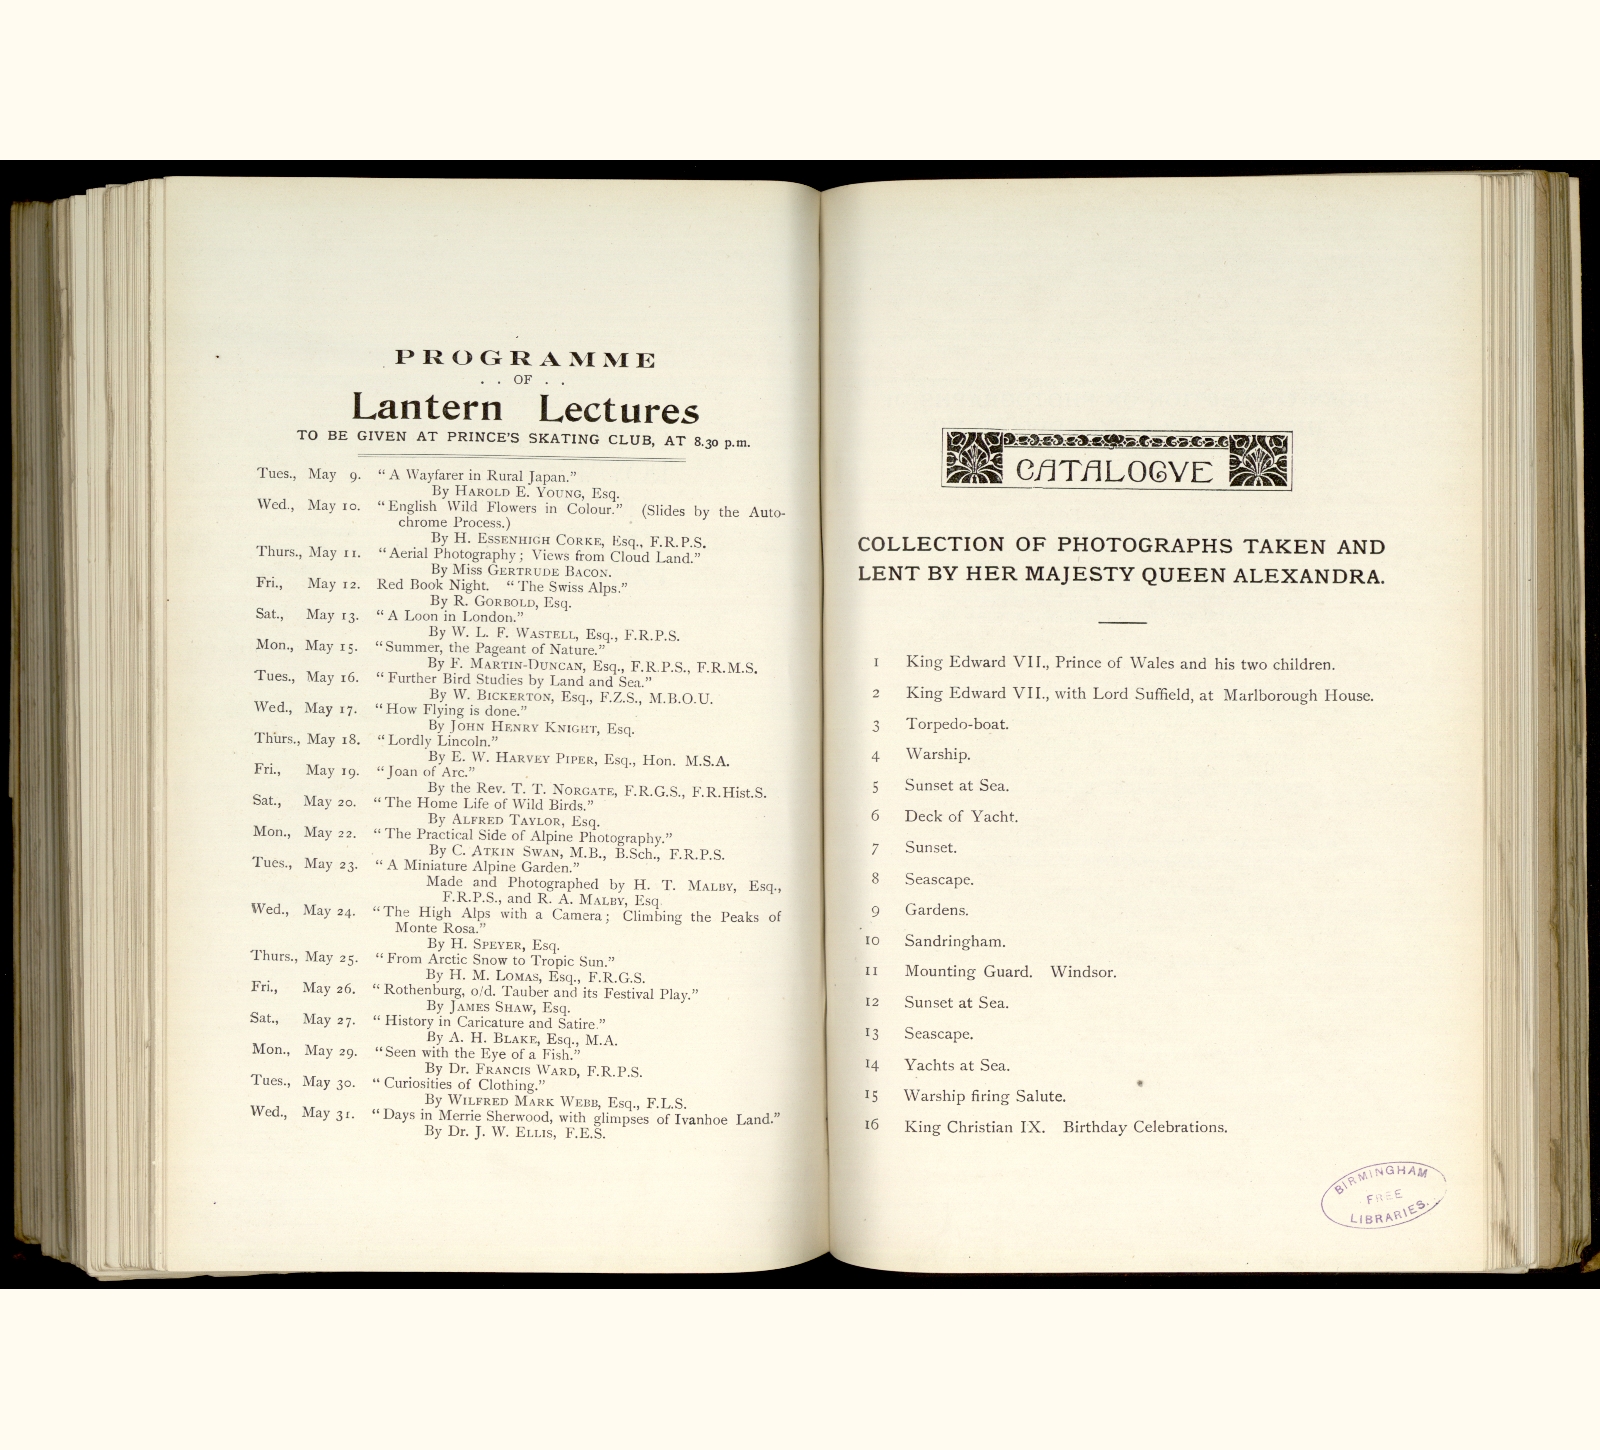 PROGRAMME
. . OF . .
Lantern Lectures
TO BE GIVEN AT PRINCE'S SKATING CLUB, AT 8.30 p.m.
Tues., May 9. "A Wayfarer in Rural Japan."
By HAROLD E. YOUNG, Esq.
Wed., May 10. "English Wild Flowers in Colour." (Slides by the Auto-
chrome Process.)
By H. ESSENHIGH CORKE, Esq., F.R.P.S.
Thurs., May 11. "Aerial Photography; Views from Cloud Land."
By Miss GERTRUDE BACON.
Fri., May 12. Red Book Night. "The Swiss Alps."
By R. GORBOLD, Esq.
Sat., May 13. "A Loon in London."
By W. L. F. WASTELL, Esq., F.R.P.S.
Mon., May 15. "Summer, the Pageant of Nature."
By F. MARTIN-DUNCAN, Esq., F.R.P.S., F.R.M.S.
Tues., May 16. "Further Bird Studies by Land and Sea."
By W. BICKERTON, Esq., F.Z.S., M.B.O.U.
Wed., May 17. "How Flying is done."
By JOHN HENRY KNIGHT, Esq.
Thurs., May 18. "Lordly Lincoln."
By E. W. HARVEY PIPER, Esq., Hon. M.S.A.
Fri., May 19. "Joan of Arc."
By the Rev. T. T. NORGATE, F.R.G.S., F.R.Hist.S.
Sat., May 20. "The Home Life of Wild Birds."
By ALFRED TAYLOR, Esq.
Mon., May 22. "The Practical Side of Alpine Photography."
By C. ATKIN SWAN, M.B., B.Sch., F.R.P.S.
Tues., May 23. "A Miniature Alpine Garden."
Made and Photographed by H. T. MALBY, Esq.,
F.R.P.S., and R. A. MALBY, Esq.
Wed., May 24. "The High Alps with a Camera; Climbing the Peaks of
Monte Rosa."
By H. SPEYER, Esq.
Thurs., May 25. "From Arctic Snow to Tropic Sun."
By H. M. LOMAS, Esq., F.R.G.S.
Fri., May 26. "Rothenburg, o/d. Tauber and its Festival Play."
By JAMES SHAW, Esq.
Sat., May 27. "History in Caricature and Satire."
By A. H. BLAKE, Esq., M.A.
Mon., May 29. "Seen with the Eye of a Fish."
By Dr. FRANCIS WARD, F.R.P.S.
Tues., May 30. "Curiosities of Clothing."
By WILFRED MARK WEBB, Esq., F.L.S.
Wed., May 31. "Days in Merrie Sherwood, with glimpses of Ivanhoe Land."
By Dr. J. W. ELLIS, F.E.S.
CATALOGVE
COLLECTION OF PHOTOGRAPHS TAKEN AND
LENT BY HER MAJESTY QUEEN ALEXANDRA.
1 King Edward VII., Prince of Wales and his two children.
2 King Edward VII., with Lord Suffield, at Marlborough House.
3 Torpedo-boat.
4 Warship.
5 Sunset at Sea.
6 Deck of Yacht.
7 Sunset.
8 Seascape.
9 Gardens.
10 Sandringham.
11 Mounting Guard. Windsor.
12 Sunset at Sea.
13 Seascape.
14 Yachts at Sea.
15 Warship firing Salute.
16 King Christian IX. Birthday Celebrations.
BIRMINGHAM
FREE
LIBRARIES.